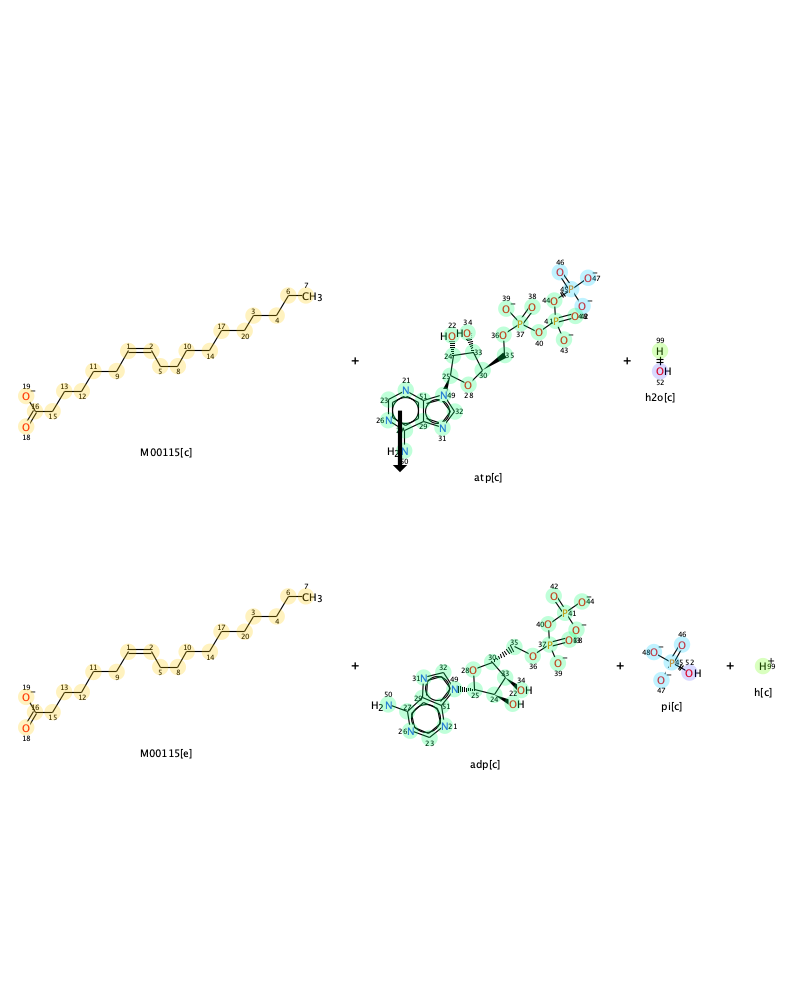 7
6 CH3
3
17 4
10 20
1 2 14
11 5 8
13 9
19 12
O−
16
15
O
18
M00115[c]
+
46
O O−47
P
O−
39 38
O− O
44 O
P O
37 41
36 O O P
40 O−
43
22 34
HO HO
24 33 35
25 30
O
28
21
N 51 49
23 N
32
26 N 29 N
31
H2N
50
atp[c]
+
99
H
+
OH
52
h2o[c]
7
6 CH3
3
17 4
10 20
1 2 14
11 5 8
13 9
19 12
O−
16
15
O
18
M00115[e]
+
42
O O−44
P 41
40 O O−
35 37 P O
30 O O−
36 39
28 O
32 33
31 N 49 34
N 25 OH
50 29 24 22
H2N 27 51 OH
26 N N 21
23
adp[c]
+
46
48 O− O
P 45 52
OH
O−
47
pi[c]
+
H+
99
h[c]